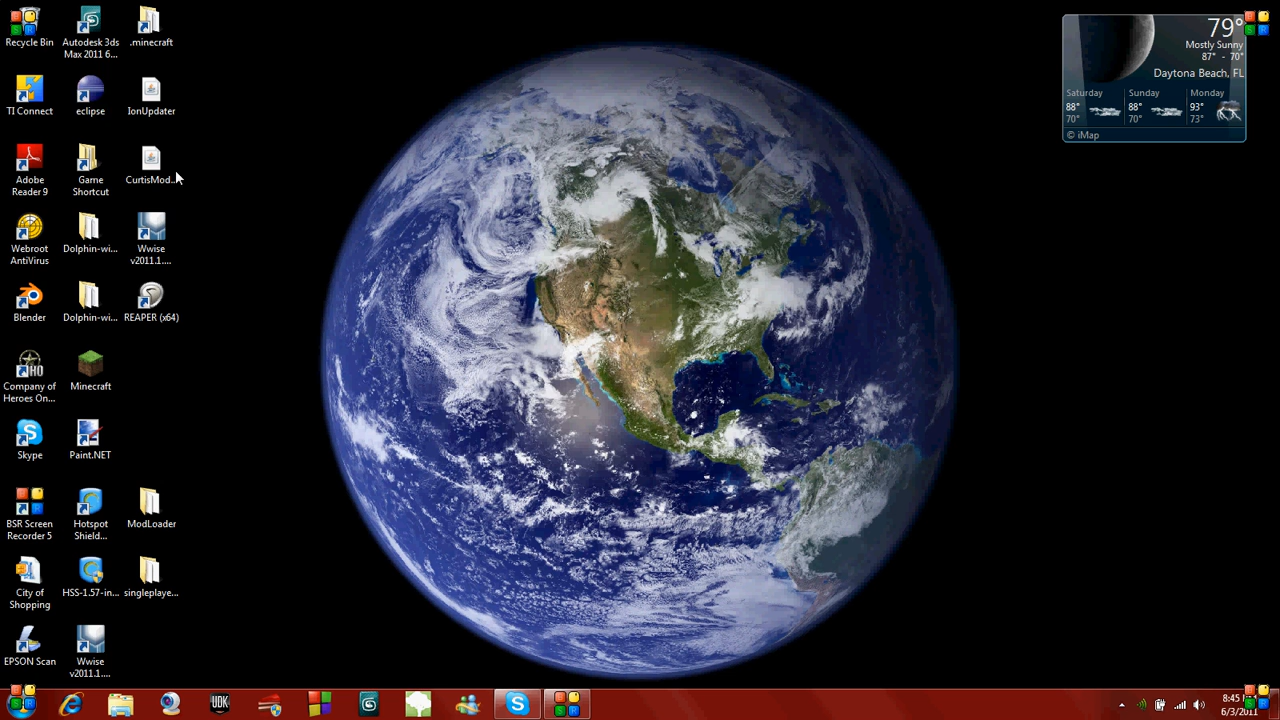 Recycle Bin
Autodesk 3ds
Max 2011 6...
.minecraft
TI Connect
eclipse
IonUpdater
Adobe
Reader 9
Game
Shortcut
CurtisMod...
Webroot
AntiVirus
Dolphin-wi...
Wwise
v2011.1....
Blender
Dolphin-wi...
REAPER (x64)
Company of
Heroes On...
Minecraft
Skype
Paint.NET
BSR Screen
Recorder 5
Hotspot
Shield...
ModLoader
City of
Shopping
HSS-1.57-in...
singleplaye...
EPSON Scan
Wwise
v2011.1....
79°
Mostly Sunny
87° - 70°
Daytona Beach, FL
Saturday
88°
70°
Sunday
88°
70°
Monday
93°
73°
© iMap
UDK
8:45
6/3/2011